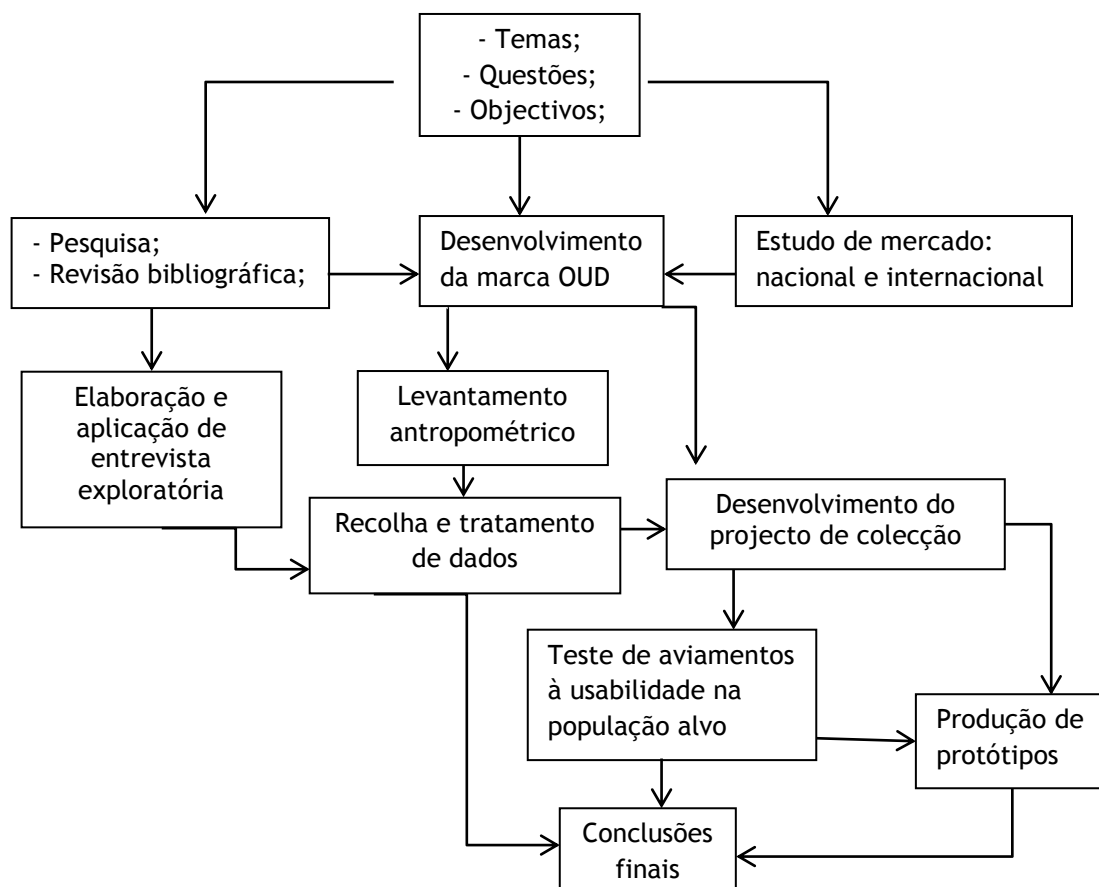 - Temas;
- Questões;
- Objectivos;
- Pesquisa;
- Revisão bibliográfica;
Desenvolvimento
da marca OUD
Estudo de mercado:
nacional e internacional
Elaboração e
aplicação de
entrevista
exploratória
Levantamento
antropométrico
Recolha e tratamento
de dados
Desenvolvimento do
projecto de colecção
Teste de aviamentos
à usabilidade na
população alvo
Produção de
protótipos
Conclusões
finais